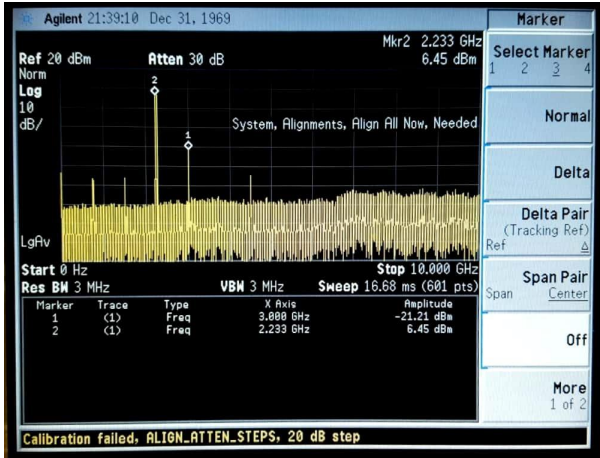 Agilent 21:39:10 Dec 31, 1969
Marker
Mkr2 2.233 GHz
Ref 20 dBm Atten 30 dB 6.45 dBm
Norm
Log
10
dB/
2
1
System, Alignments, Align All Now, Needed
LgAv
Start 0 Hz Stop 10.000 GHz
Res BW 3 MHz VBW 3 MHz Sweep 16.68 ms (601 pts)
Marker Trace Type X Axis Amplitude
1 (1) Freq 3.000 GHz -21.21 dBm
2 (1) Freq 2.233 GHz 6.45 dBm
Calibration failed, ALIGN_ATTEN_STEPS, 20 dB step
Select Marker
1 2 3 4
Normal
Delta
Delta Pair
(Tracking Ref)
Ref Δ
Span Pair
Span Center
Off
More
1 of 2